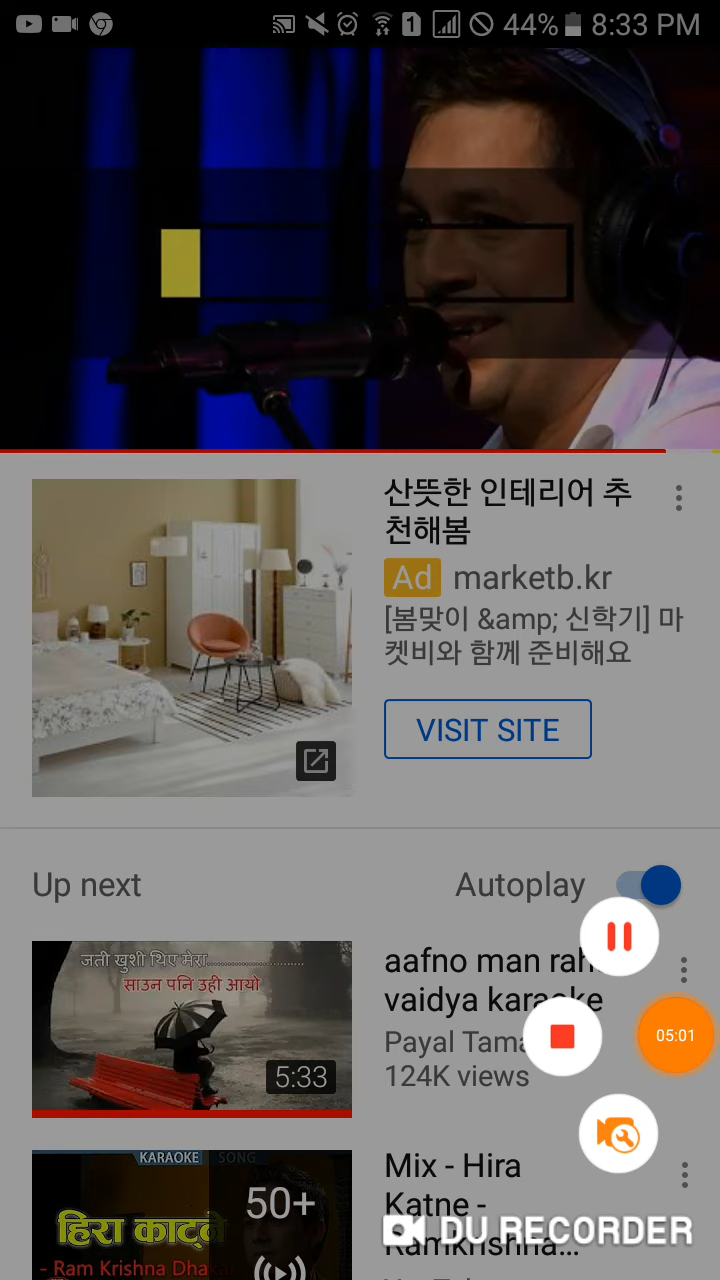 1
44%
8:33 PM
산뜻한 인테리어 추
천해봄
Ad marketb.kr
[봄맞이 &amp; 신학기] 마
켓비와 함께 준비해요
VISIT SITE
Up next
Autoplay
जती खुशी थिए मेरा..............................
साउन पनि उही आयो
5:33
aafno man rah
vaidya karaoke
Payal Tama
124K views
05:01
KARAOKE SONG
हिरा काट्ने
- Ram Krishna Dhaka
50+
Mix - Hira
Katne -
Ramkrishna...
DU RECORDER